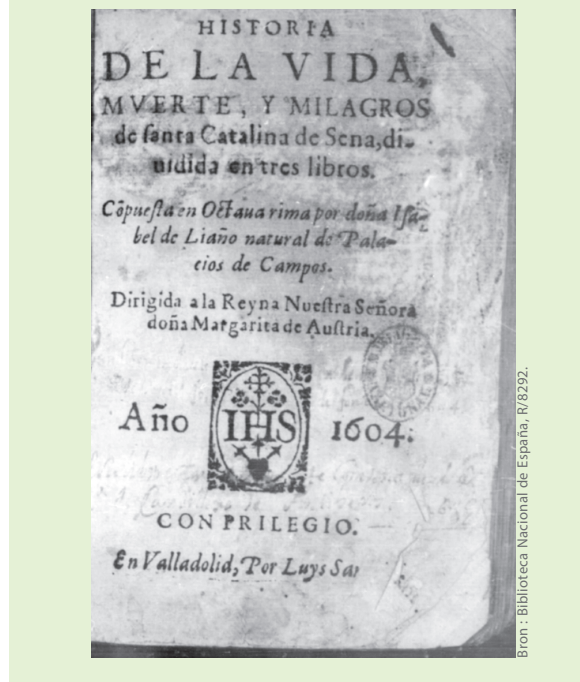 HISTORIA
DE LA VIDA,
MVERTE, Y MILAGROS
de ſanta Catalina de Sena, di-
uidida en tres libros.
Cõpueſta en Octaua rima por doña Iſa-
bel de Liaño natural de Pala-
cios de Campos.
Dirigida a la Reyna Nueſtra Señora
doña Margarita de Auſtria.
Año IHS 1604.
CON PRILEGIO.
En Valladolid, Por Luys Sa
Bron : Biblioteca Nacional de España, R/8292.